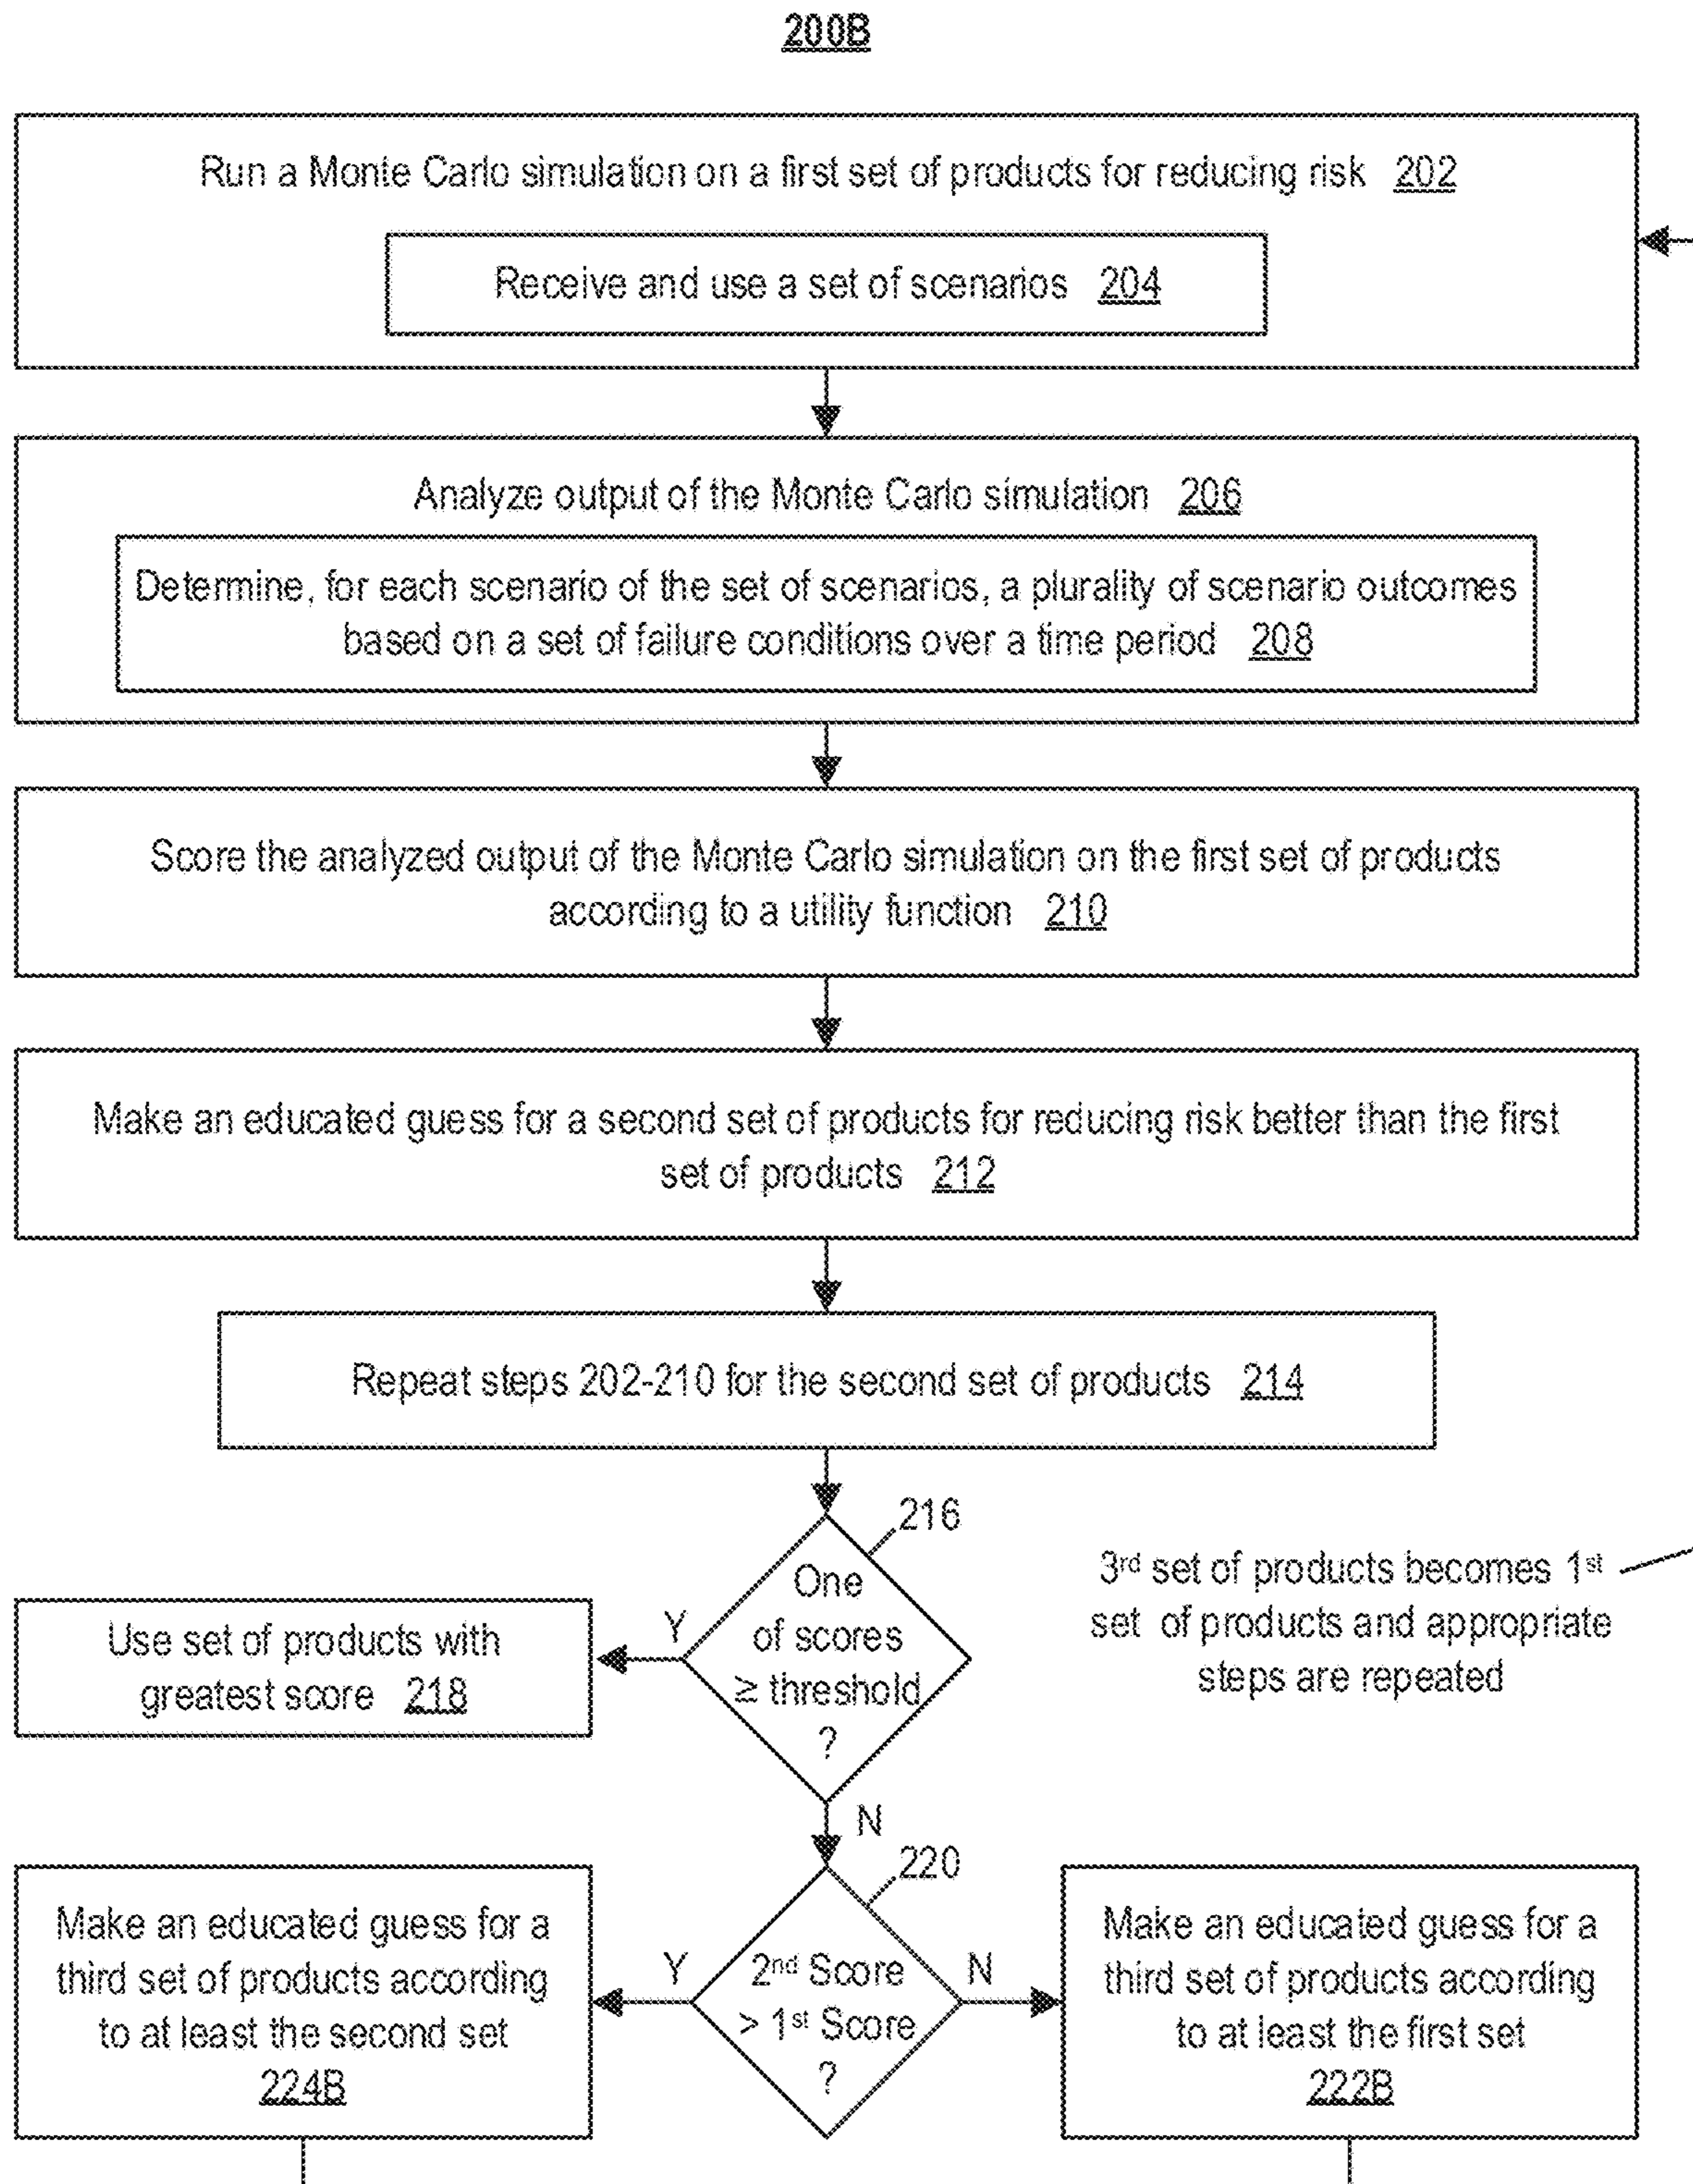 200B
Run a Monte Carlo simulation on a first set of products for reducing risk 202
Receive and use a set of scenarios 204
Analyze output of the Monte Carlo simulation 206
Determine, for each scenario of the set of scenarios, a plurality of scenario outcomes
based on a set of failure conditions over a time period 208
Score the analyzed output of the Monte Carlo simulation on the first set of products
according to a utility function 210
Make an educated guess for a second set of products for reducing risk better than the first
set of products 212
Repeat steps 202-210 for the second set of products 214
216
One
of scores
≥ threshold
?
Y
N
Use set of products with
greatest score 218
3rd set of products becomes 1st
set of products and appropriate
steps are repeated
220
2nd Score
> 1st Score
?
Y
N
Make an educated guess for a
third set of products according
to at least the second set
224B
Make an educated guess for a
third set of products according
to at least the first set
222B